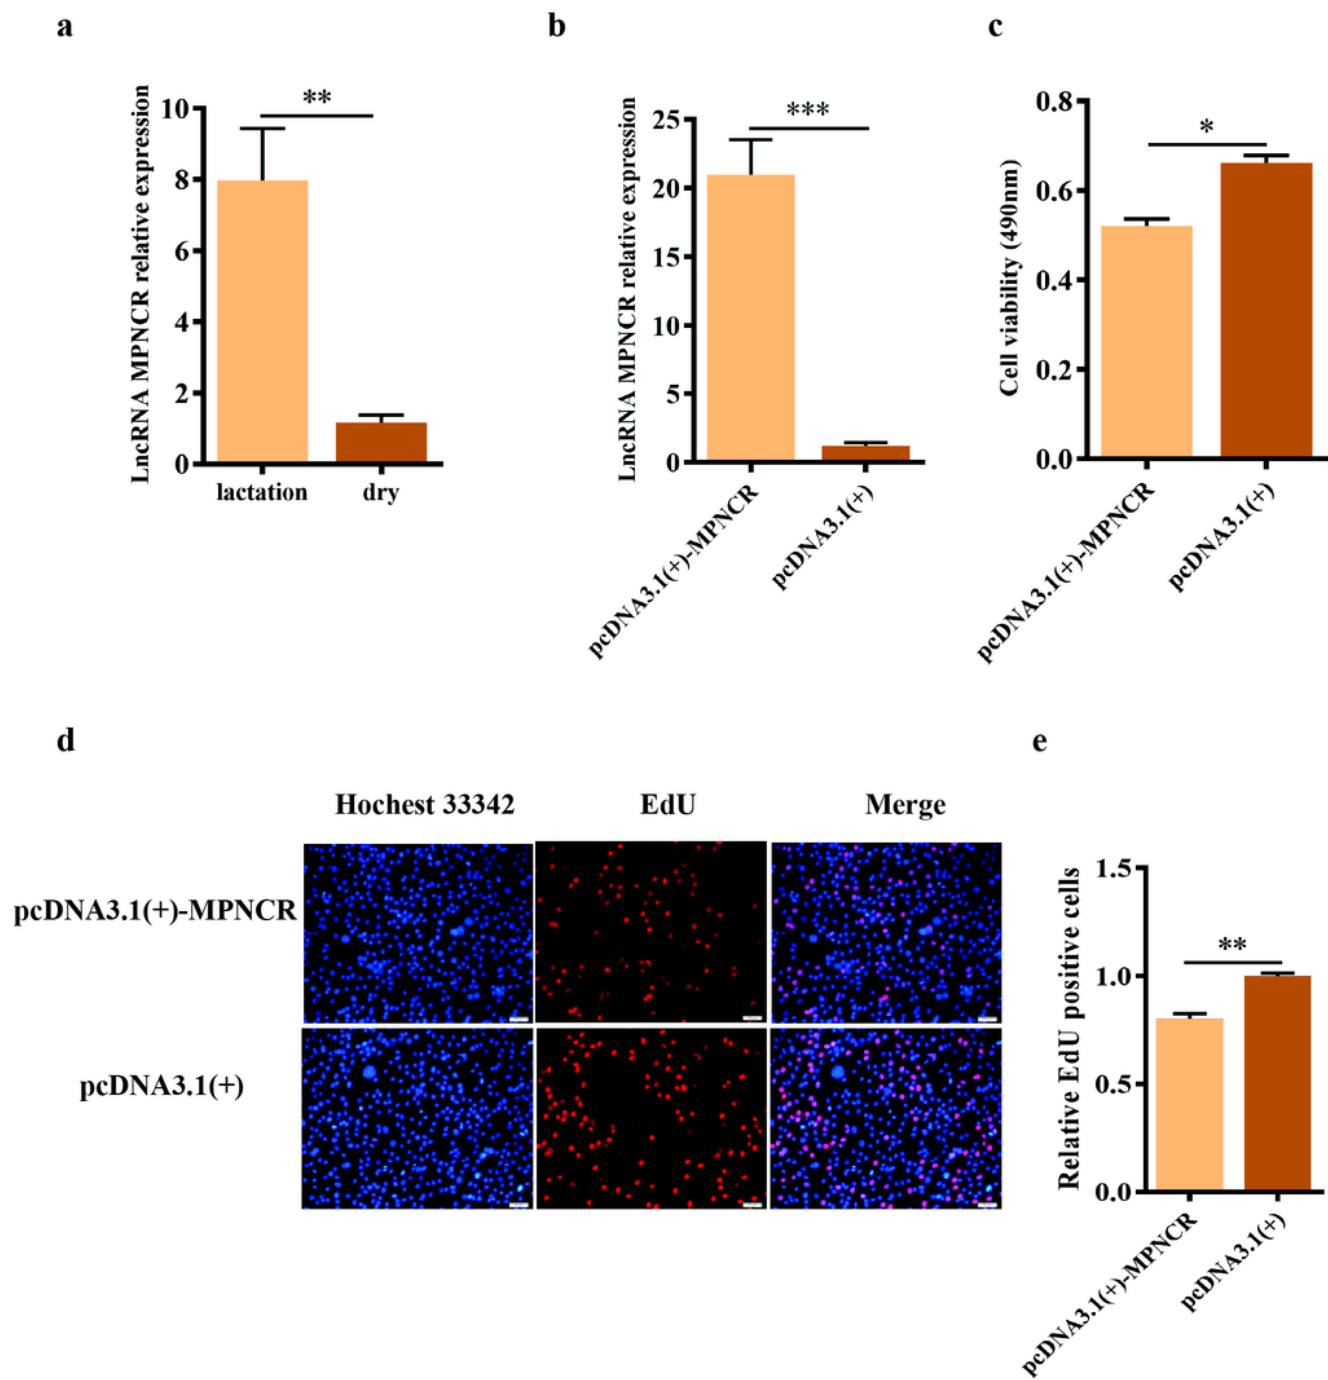 a
**
LncRNA MPNCR relative expression
10
8
6
4
2
0
lactation
dry
b
***
LncRNA MPNCR relative expression
25
20
15
10
5
0
pcDNA3.1(+)-MPNCR
pcDNA3.1(+)
c
*
Cell viability (490nm)
0.8
0.6
0.4
0.2
0.0
pcDNA3.1(+)-MPNCR
pcDNA3.1(+)
d
Hochest 33342
EdU
Merge
pcDNA3.1(+)-MPNCR
pcDNA3.1(+)
e
**
Relative EdU positive cells
1.5
1.0
0.5
0.0
pcDNA3.1(+)-MPNCR
pcDNA3.1(+)